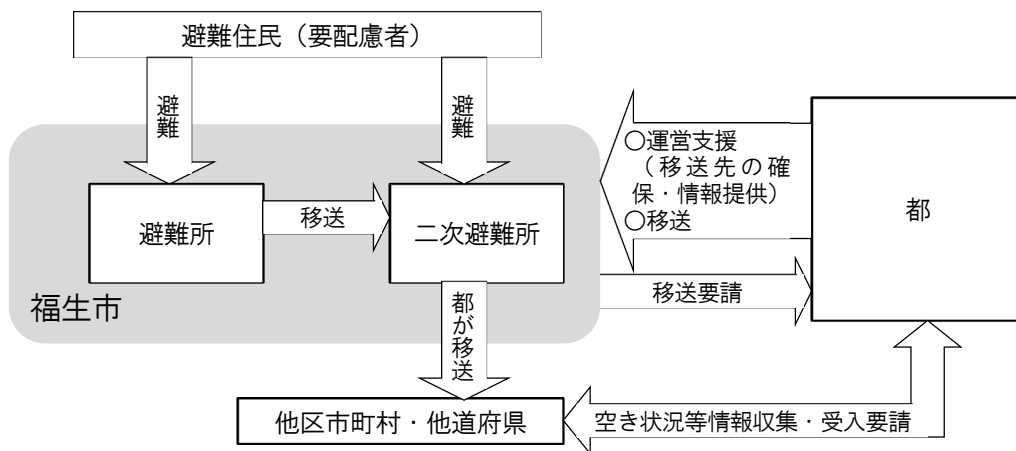 避難住民（要配慮者）
避難
避難
○運営支援
（移送先の確
保・情報提供）
○移送
都
避難所
移送
二次避難所
移送要請
福生市
都が移送
他区市町村・他道府県
空き状況等情報収集・受入要請